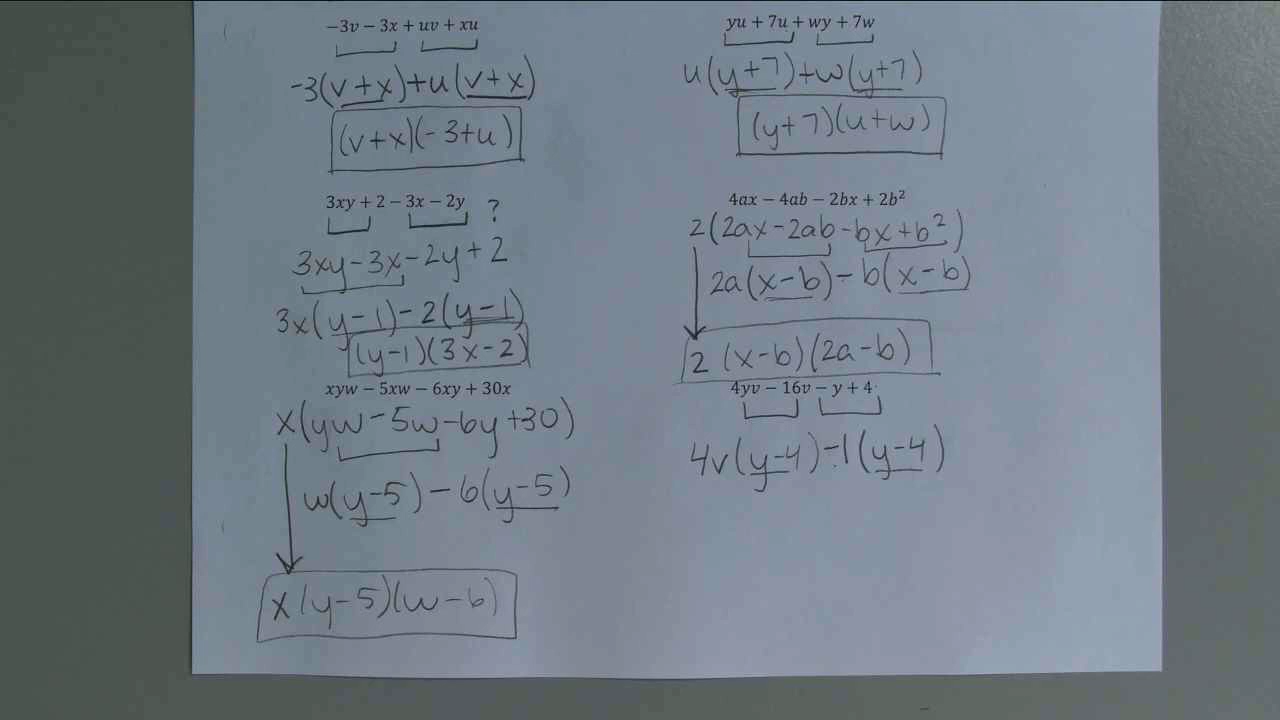 −3v − 3x + uv + xu
-3(v+x)+u(v+x)
(v+x)(-3+u)
yu + 7u + wy + 7w
u(y+7)+w(y+7)
(y+7)(u+w)
3xy + 2 − 3x − 2y ?
3xy-3x-2y+2
3x(y-1)-2(y-1)
(y-1)(3x-2)
4ax − 4ab − 2bx + 2b²
2(2ax-2ab-bx+b²)
2a(x-b)-b(x-b)
2 (x-b)(2a-b)
xyw − 5xw − 6xy + 30x
x(yw-5w-6y+30)
w(y-5)-6(y-5)
x(y-5)(w-6)
4yv − 16v − y + 4
4v(y-4)-1(y-4)